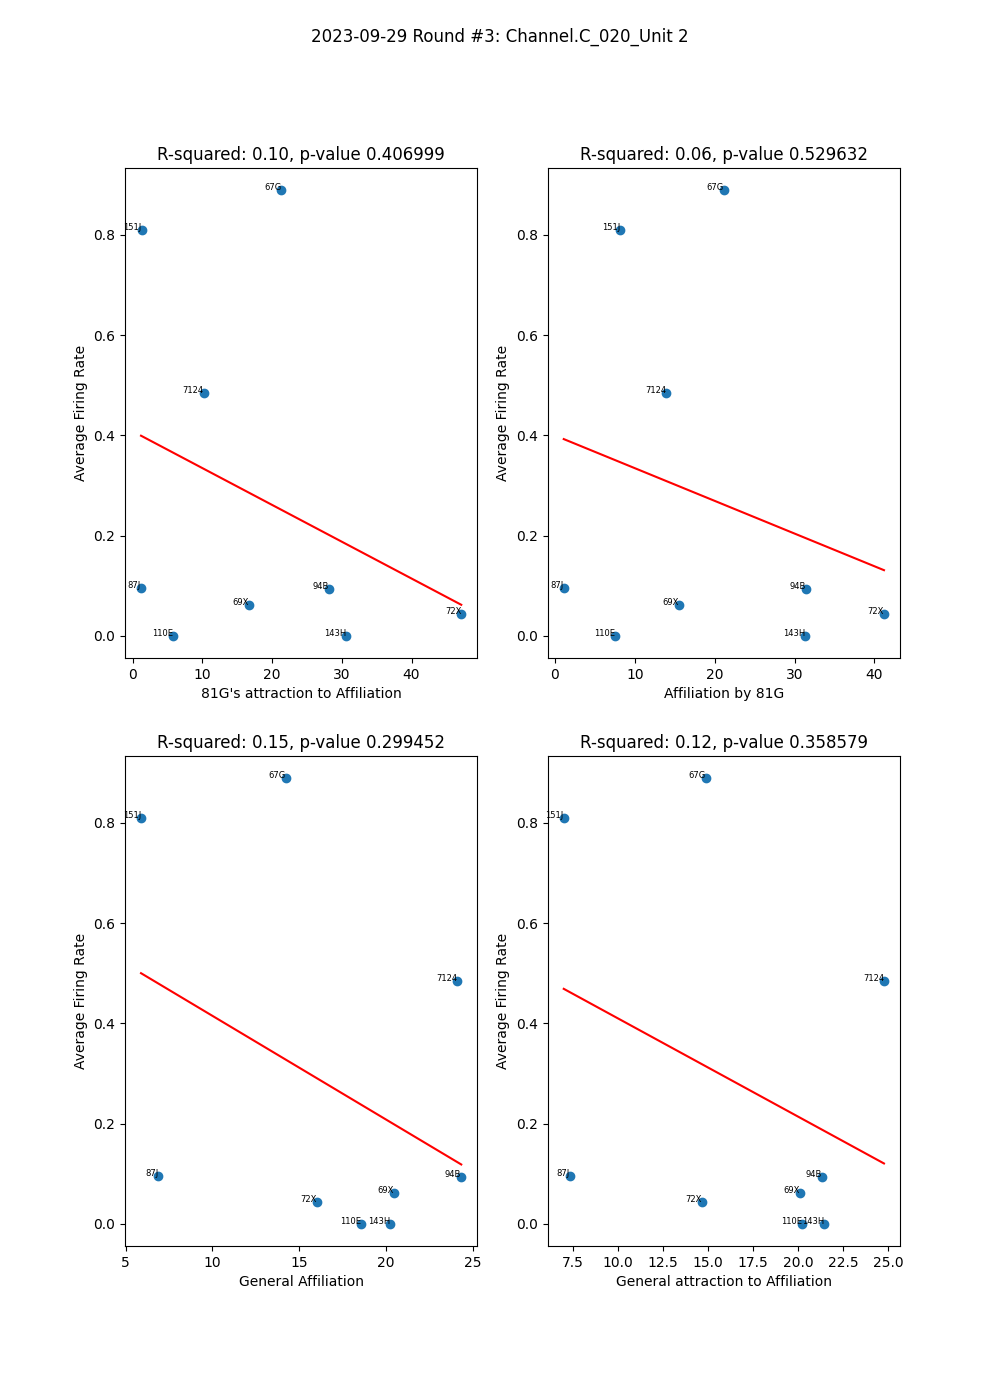 2023-09-29 Round #3: Channel.C_020_Unit 2
R-squared: 0.10, p-value 0.406999
Average Firing Rate
0.8
0.6
0.4
0.2
0.0
67G
151J
7124
87J
69X
94B
72X
110E
143H
0
10
20
30
40
81G's attraction to Affiliation
R-squared: 0.06, p-value 0.529632
Average Firing Rate
0.8
0.6
0.4
0.2
0.0
67G
151J
7124
87J
69X
94B
72X
110E
143H
0
10
20
30
40
Affiliation by 81G
R-squared: 0.15, p-value 0.299452
Average Firing Rate
0.8
0.6
0.4
0.2
0.0
67G
151J
7124
87J
94B
69X
72X
110E
143H
5
10
15
20
25
General Affiliation
R-squared: 0.12, p-value 0.358579
Average Firing Rate
0.8
0.6
0.4
0.2
0.0
67G
151J
7124
87J
94B
69X
72X
110E
143H
7.5
10.0
12.5
15.0
17.5
20.0
22.5
25.0
General attraction to Affiliation